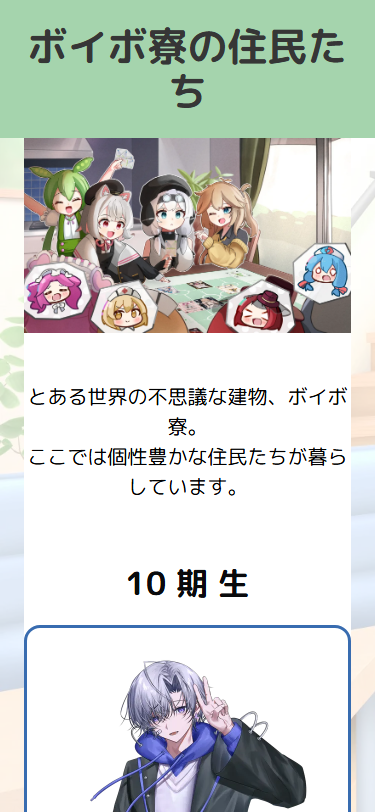 ボイボ寮の住民た
ち
とある世界の不思議な建物、ボイボ
寮。
ここでは個性豊かな住民たちが暮ら
しています。
10 期 生